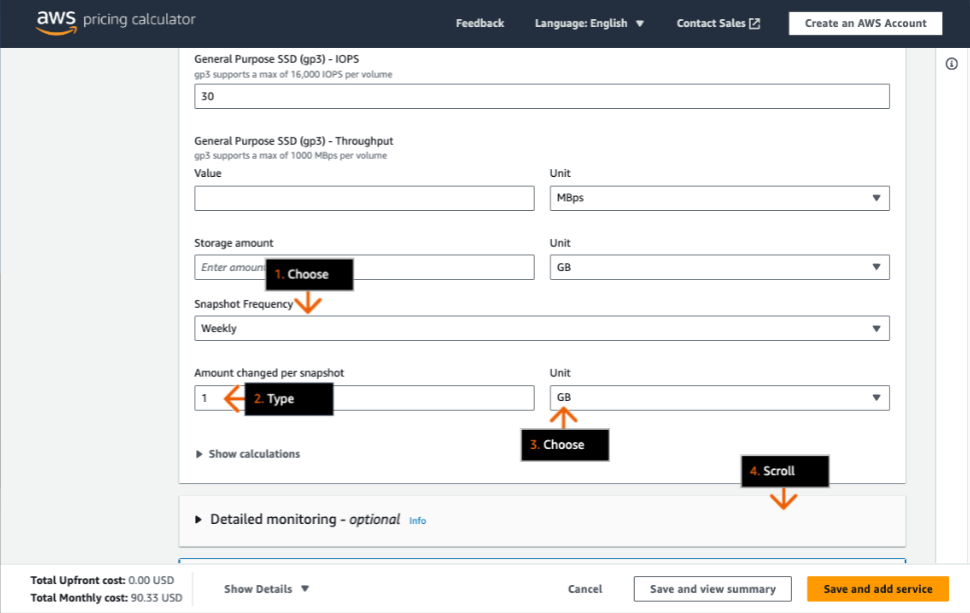 aws pricing calculator
Feedback
Language: English
Contact Sales
Create an AWS Account
General Purpose SSD (gp3) - IOPS
gp3 supports a max of 16,000 IOPS per volume
30
General Purpose SSD (gp3) - Throughput
gp3 supports a max of 1000 MBps per volume
Value
Unit
MBps
Storage amount
Unit
Enter amoun
GB
1. Choose
Snapshot Frequency
Weekly
Amount changed per snapshot
Unit
1
2. Type
GB
3. Choose
Show calculations
4. Scroll
Detailed monitoring - optional Info
Total Upfront cost: 0.00 USD
Total Monthly cost: 90.33 USD
Show Details
Cancel
Save and view summary
Save and add service